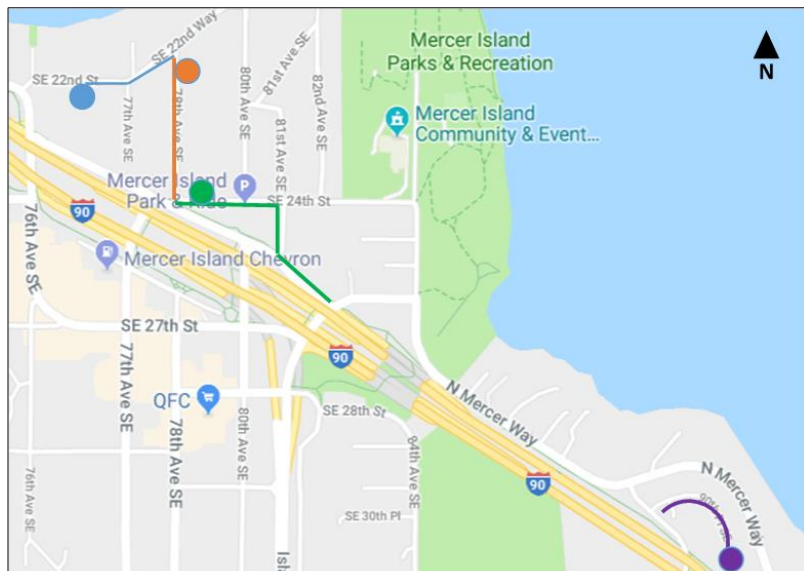 SE 22nd Way
SE 22nd St
77th Ave SE
78th Ave SE
80th Ave SE
81st Ave SE
82nd Ave SE
81st Ave SE
Mercer Island
Parks & Recreation
N
Mercer Island
Community & Event...
Mercer Island
Park &
SE 24th St
P
76th Ave SE
90
Mercer Island Chevron
SE 27th St
90
77th Ave SE
78th Ave SE
QFC
80th Ave SE
SE 28th St
N Mercer Way
76th Ave SE
84th Ave SE
SE 30th Pl
90
N Mercer Way